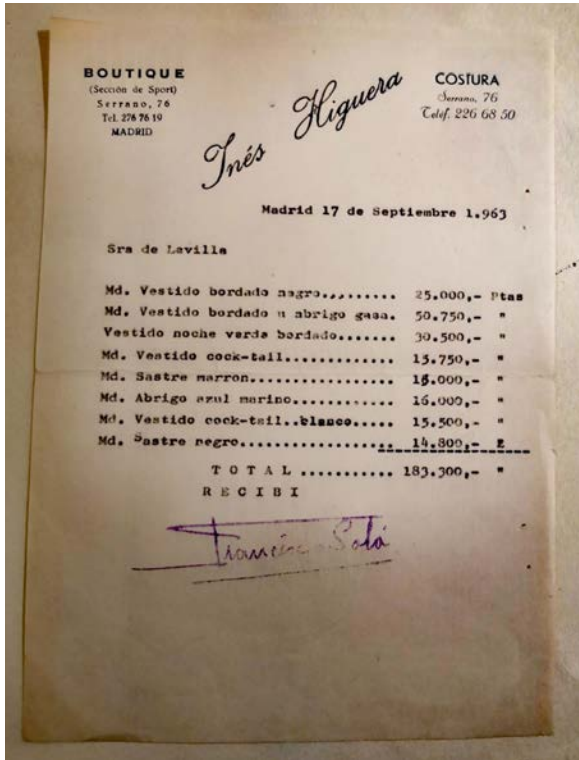 BOUTIQUE
(Sección de Sport)
Serrano, 76
Tel. 276 76 19
MADRID
Inés Higuera
COSTURA
Serrano, 76
Teléf. 226 68 50
Madrid 17 de Septiembre 1.963
Sra de Lavilla
Md. Vestido bordado negro.......... 25.000,- Ptas
Md. Vestido bordado abrigo gasa. 50.750,- "
Vestido noche verde bordado....... 30.500,- "
Md. Vestido cock-tail............. 15.750,- "
Md. Sastre marron................. 15.000,- "
Md. Abrigo azul marino............ 16.000,- "
Md. Vestido cock-tail..blanco..... 15.500,- "
Md. Sastre negro.................. 14.800,-
T O T A L ........... 183.300,- "
R E C I B I
Solá